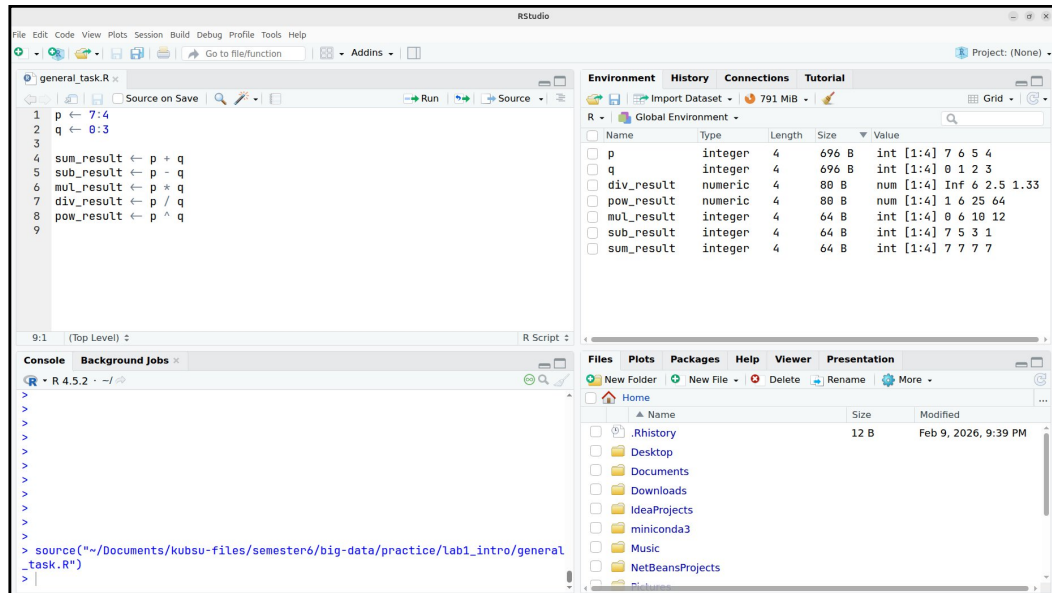 RStudio
File Edit Code View Plots Session Build Debug Profile Tools Help
Go to file/function
Addins
Project: (None)
general_task.R
Source on Save
Run
Source
1 p ← 7:4
2 q ← 0:3
3
4 sum_result ← p + q
5 sub_result ← p - q
6 mul_result ← p * q
7 div_result ← p / q
8 pow_result ← p ^ q
9
9:1 (Top Level) R Script
Environment History Connections Tutorial
Import Dataset 791 MiB Grid
R Global Environment
Name Type Length Size Value
p integer 4 696 B int [1:4] 7 6 5 4
q integer 4 696 B int [1:4] 0 1 2 3
div_result numeric 4 80 B num [1:4] Inf 6 2.5 1.33
pow_result numeric 4 80 B num [1:4] 1 6 25 64
mul_result integer 4 64 B int [1:4] 0 6 10 12
sub_result integer 4 64 B int [1:4] 7 5 3 1
sum_result integer 4 64 B int [1:4] 7 7 7 7
Console Background Jobs
R 4.5.2 · ~/
>
>
>
>
>
>
>
>
>
>
>
> source("~/Documents/kubsu-files/semester6/big-data/practice/lab1_intro/general
_task.R")
>
Files Plots Packages Help Viewer Presentation
New Folder New File Delete Rename More
Home ...
Name Size Modified
.Rhistory 12 B Feb 9, 2026, 9:39 PM
Desktop
Documents
Downloads
IdeaProjects
miniconda3
Music
NetBeansProjects
Pictures